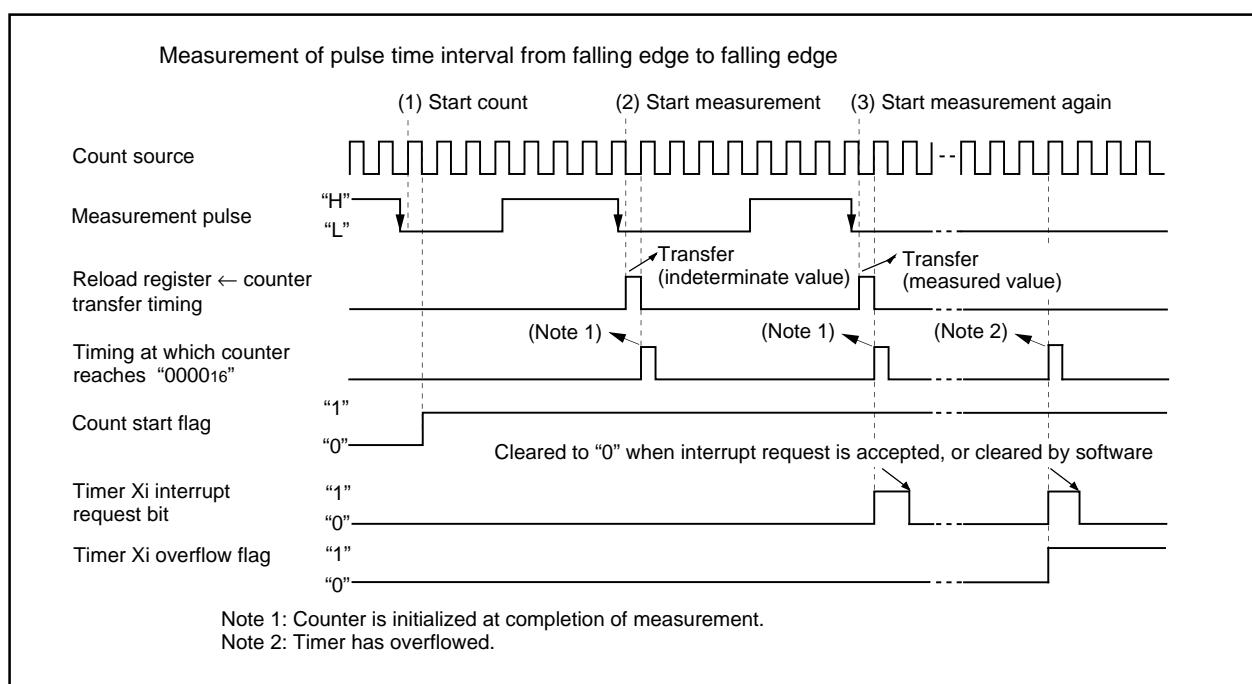 Measurement of pulse time interval from falling edge to falling edge
(1) Start count
(2) Start measurement
(3) Start measurement again
Count source
Measurement pulse
“H”
“L”
Reload register ← counter
transfer timing
Transfer
(indeterminate value)
Transfer
(measured value)
Timing at which counter
reaches “000016”
(Note 1)
(Note 1)
(Note 2)
Count start flag
“1”
“0”
Cleared to “0” when interrupt request is accepted, or cleared by software
Timer Xi interrupt
request bit
“1”
“0”
Timer Xi overflow flag
“1”
“0”
Note 1: Counter is initialized at completion of measurement.
Note 2: Timer has overflowed.